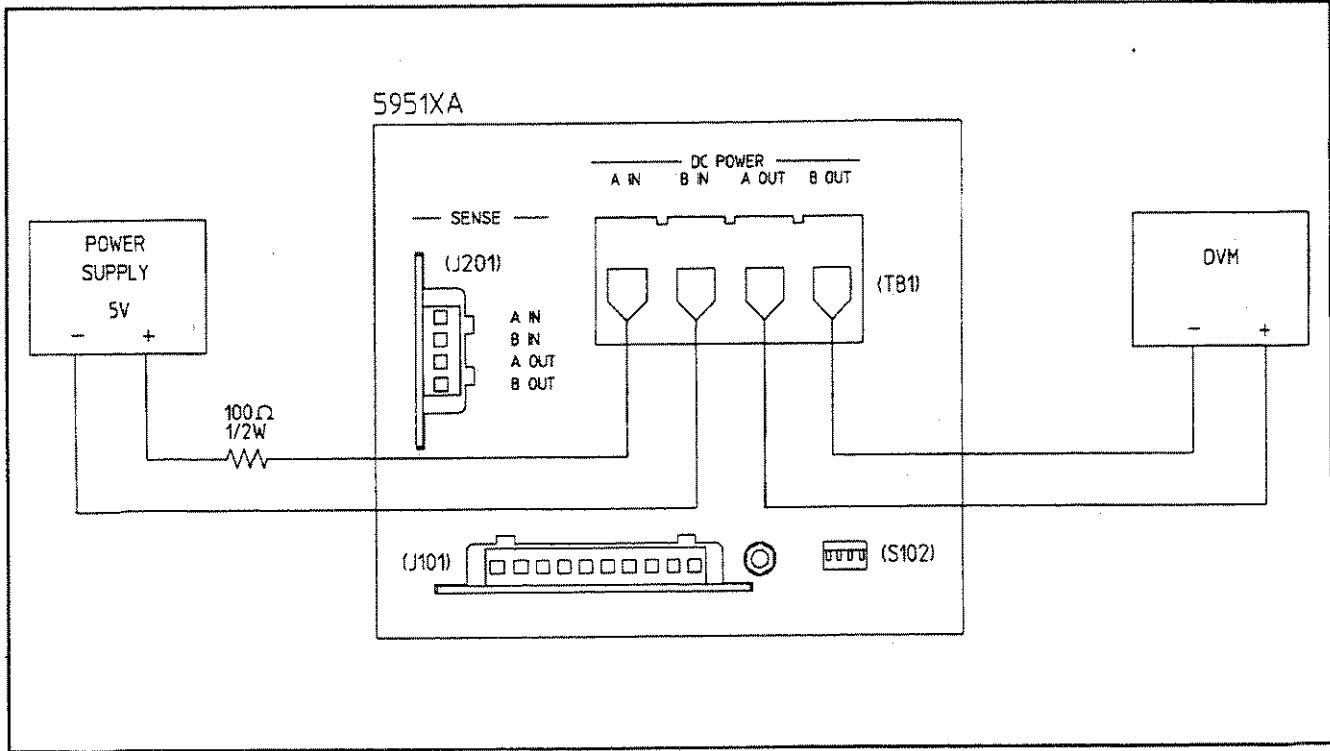 5951XA
DC POWER
A IN B IN A OUT B OUT
SENSE
(J201)
A IN
B IN
A OUT
B OUT
(TB1)
POWER
SUPPLY
5V
- +
100Ω
1/2W
DVM
- +
(J101)
(S102)